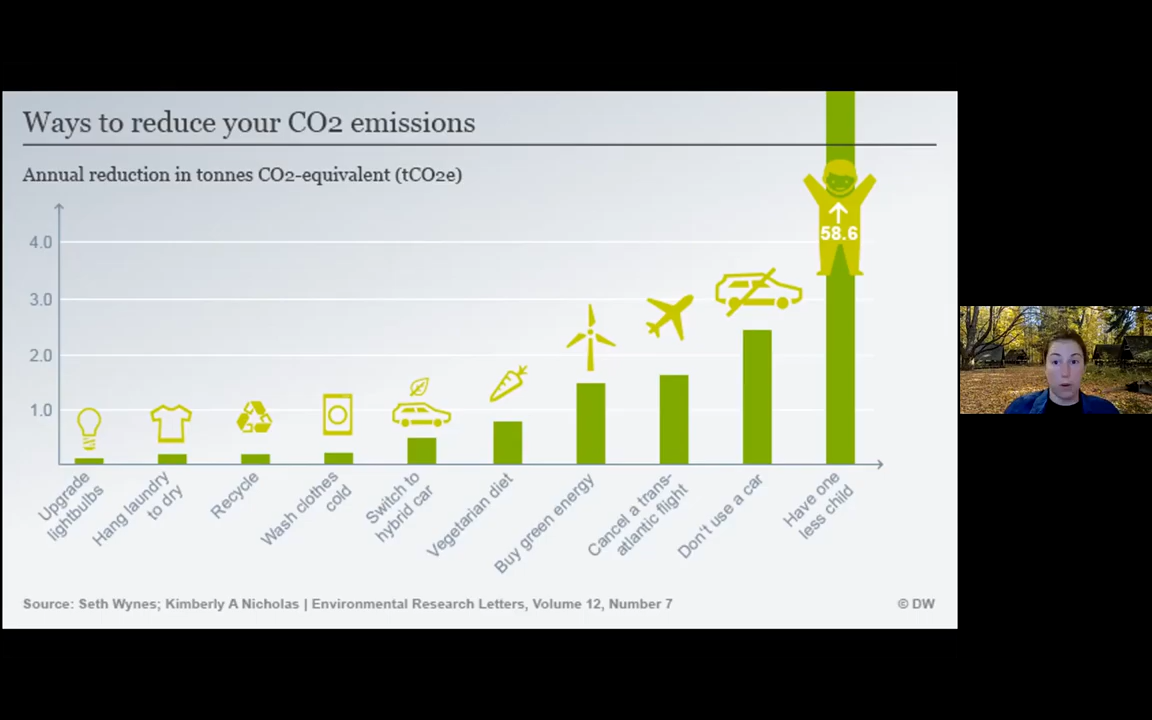 Ways to reduce your CO2 emissions
Annual reduction in tonnes CO2-equivalent (tCO2e)
4.0
3.0
2.0
1.0
58.6
Upgrade
lightbulbs
Hang laundry
to dry
Recycle
Wash clothes
cold
Switch to
hybrid car
Vegetarian diet
Buy green energy
Cancel a trans-
atlantic flight
Don't use a car
Have one
less child
Source: Seth Wynes; Kimberly A Nicholas | Environmental Research Letters, Volume 12, Number 7
© DW